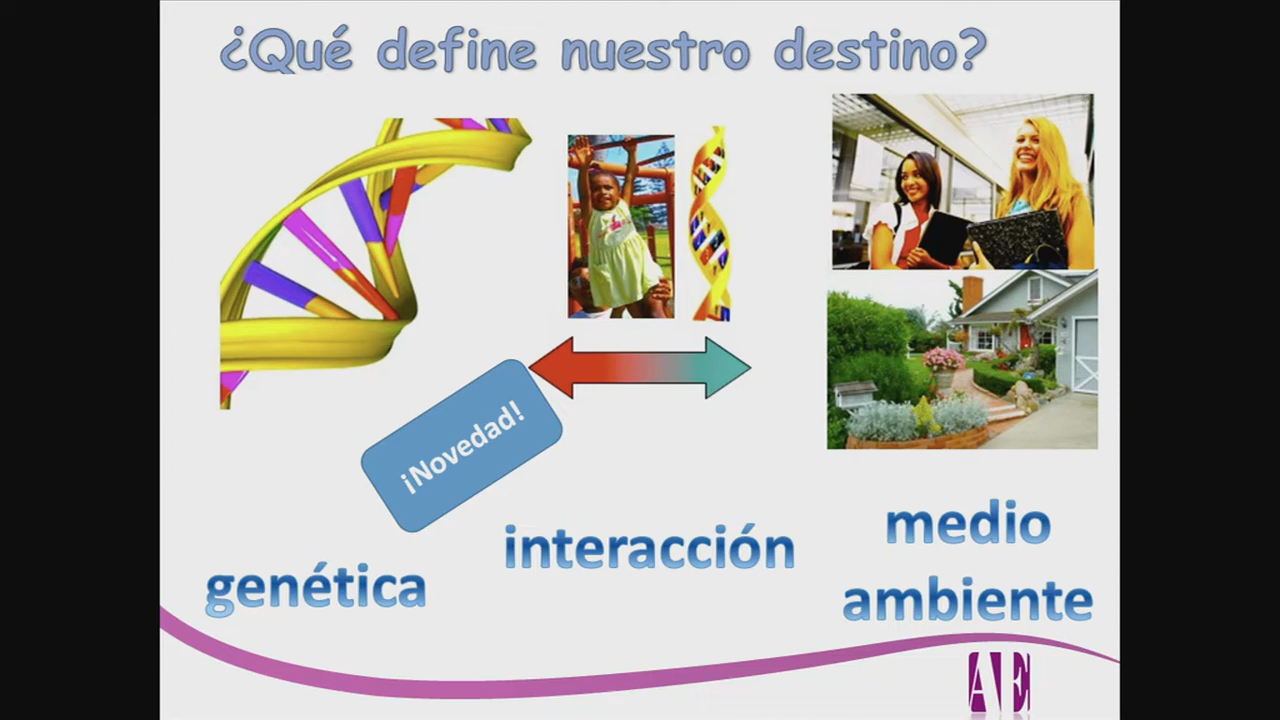 ¿Qué define nuestro destino?
¡Novedad!
genética
interacción
medio
ambiente
AE